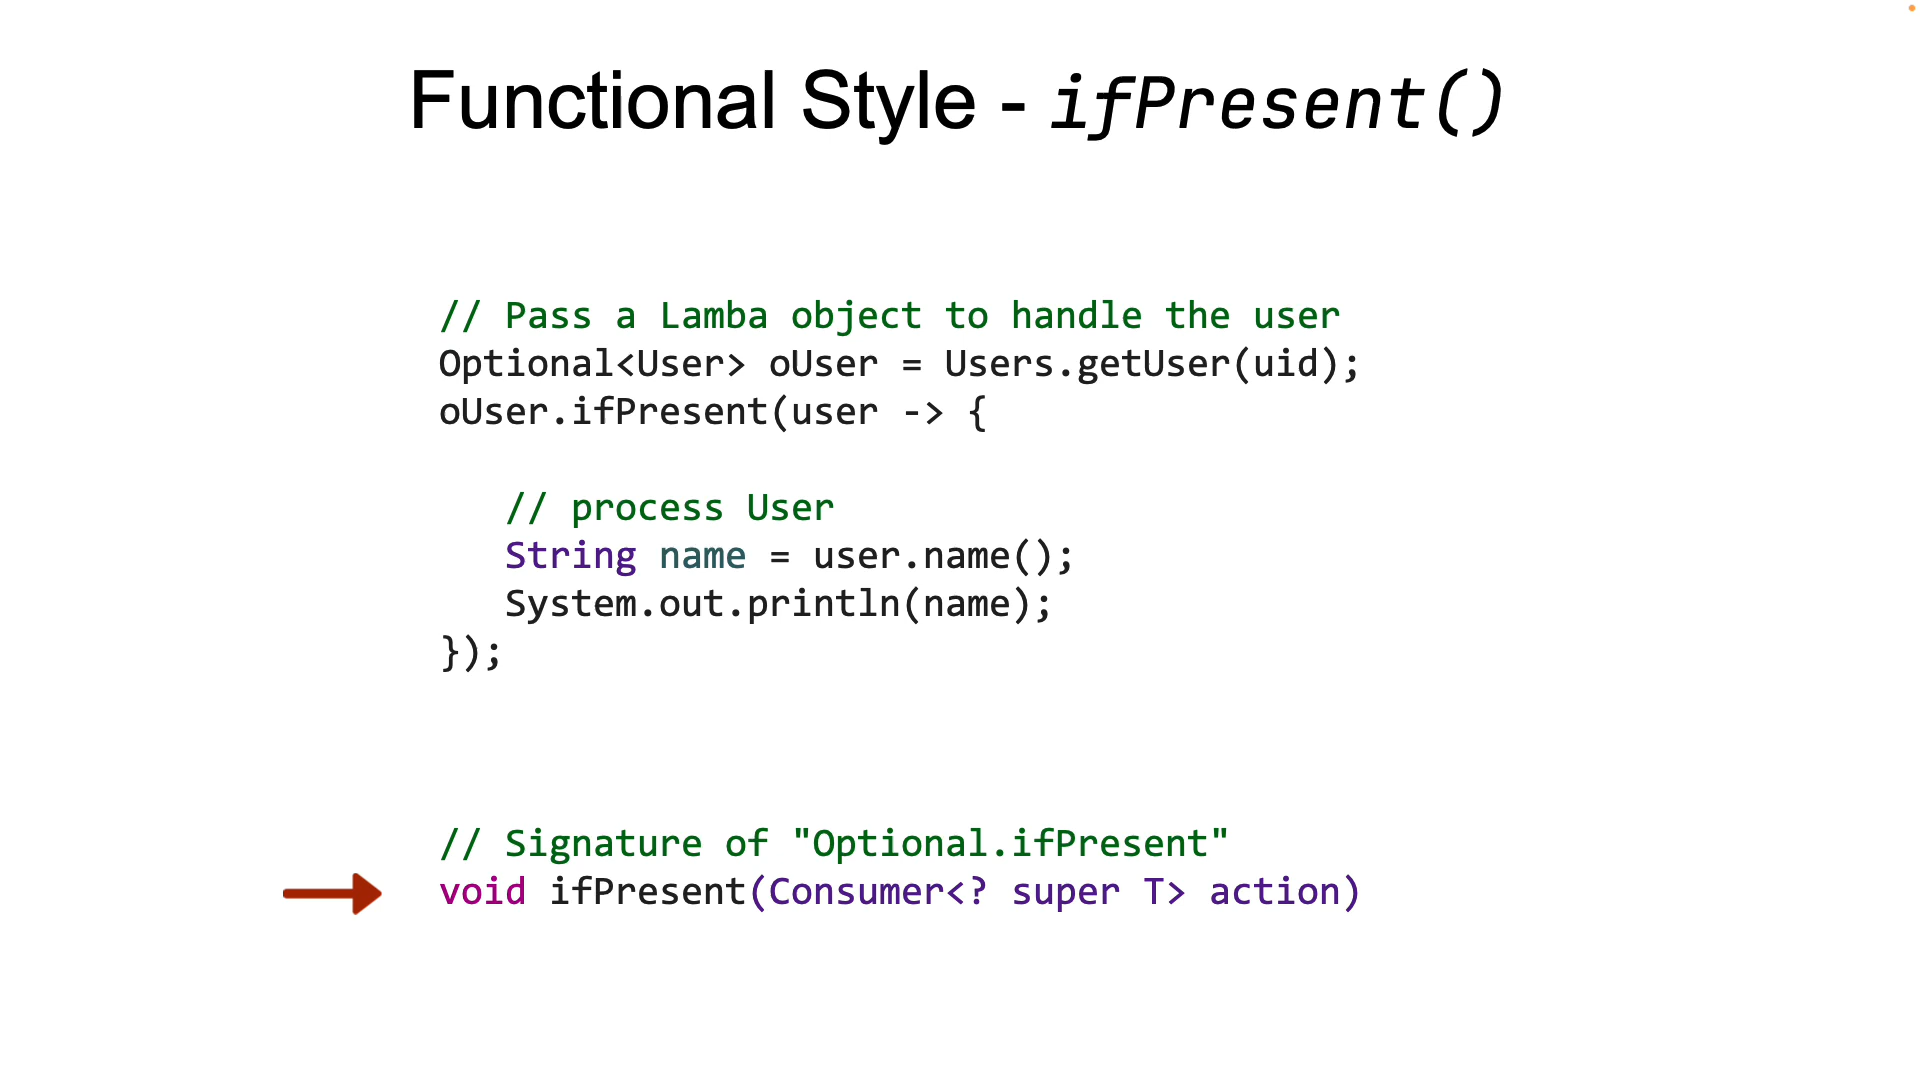 Functional Style - ifPresent()
// Pass a Lamba object to handle the user
Optional<User> oUser = Users.getUser(uid);
oUser.ifPresent(user -> {
// process User
String name = user.name();
System.out.println(name);
});
// Signature of "Optional.ifPresent"
void ifPresent(Consumer<? super T> action)